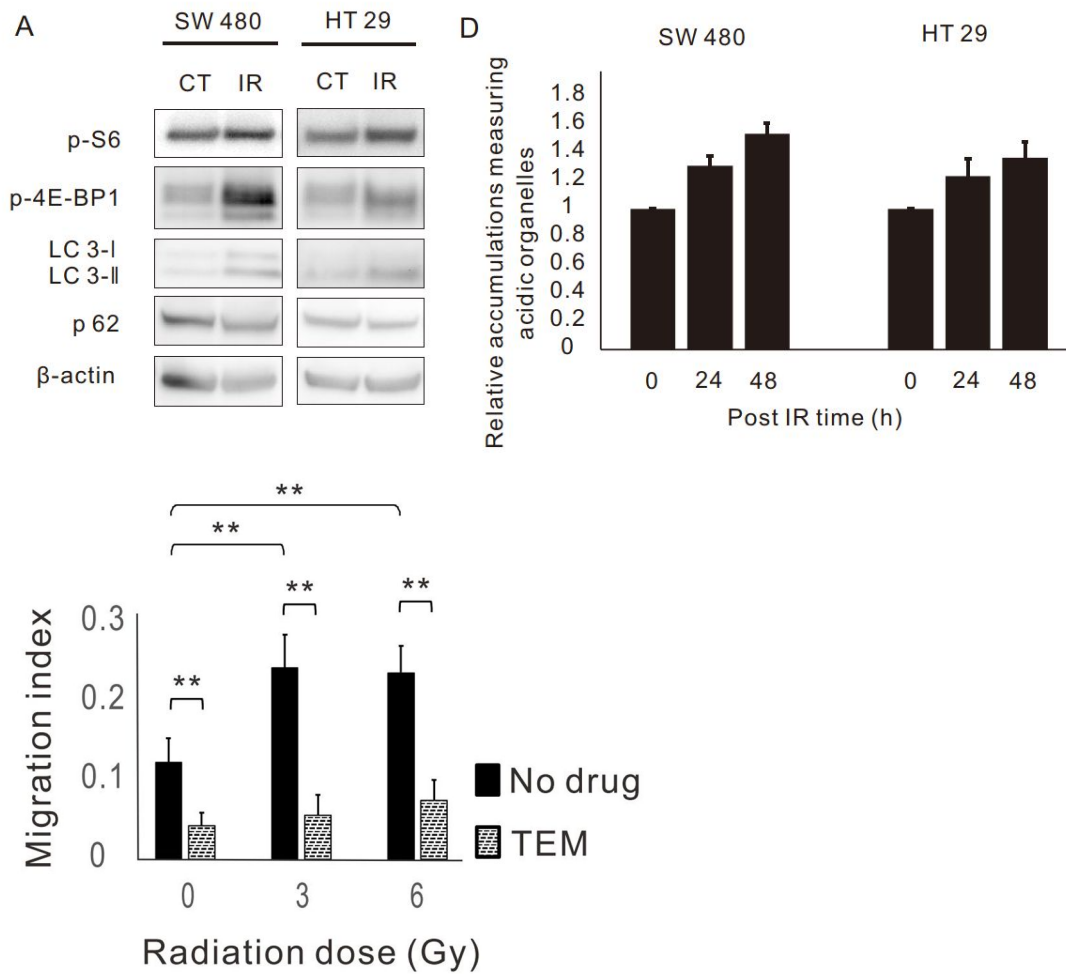 A
SW 480
HT 29
CT
IR
CT
IR
p-S6
p-4E-BP1
LC 3-I
LC 3-II
p 62
β-actin
D
SW 480
HT 29
Relative accumulations measuring
acidic organelles
1.8
1.6
1.4
1.2
1
0.8
0.6
0.4
0.2
0
0
24
48
0
24
48
Post IR time (h)
**
**
**
**
**
Migration index
0.3
0.2
0.1
0
No drug
TEM
0
3
6
Radiation dose (Gy)